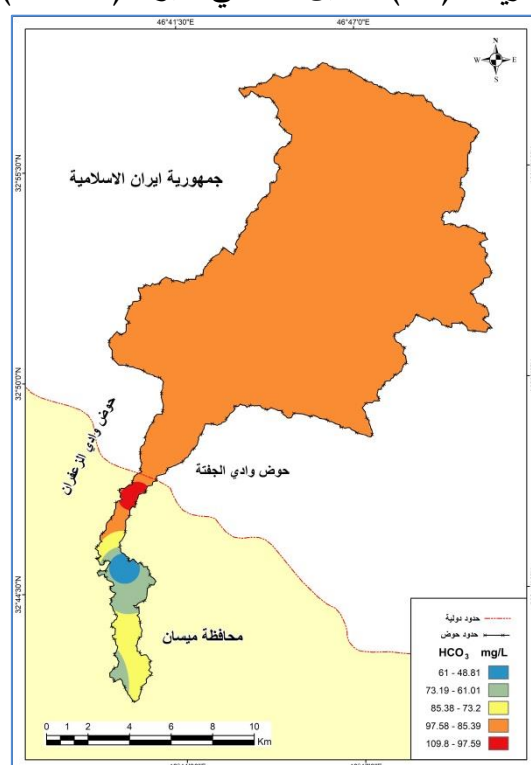 46°41'30"E 46°47'0"E
N
W E
S
32°55'30"N
جمهورية ايران الاسلامية
32°50'0"N
حوض وادي الزعفران
حوض وادي الجفتة
32°44'30"N
محافظة ميسان
حدود دولية
حدود حوض
HCO3 mg/L
61 - 48.81
73.19 - 61.01
85.38 - 73.2
97.58 - 85.39
109.8 - 97.59
0 1 2 4 6 8 10
Km